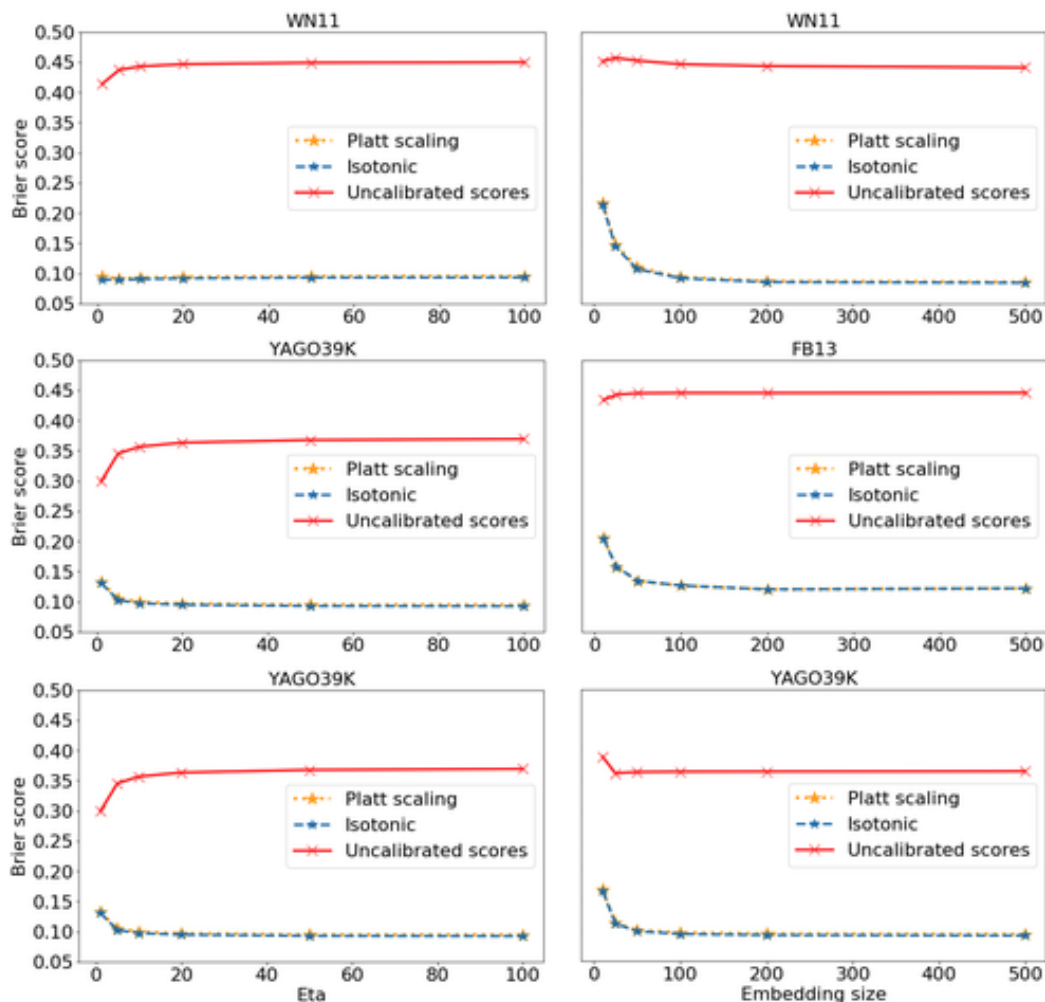 WN11
0.50
0.45
0.40
0.35
0.30
0.25
0.20
0.15
0.10
0.05
Brier score
Platt scaling
Isotonic
Uncalibrated scores
0 20 40 60 80 100
WN11
Platt scaling
Isotonic
Uncalibrated scores
0 100 200 300 400 500
YAGO39K
0.50
0.45
0.40
0.35
0.30
0.25
0.20
0.15
0.10
0.05
Brier score
Platt scaling
Isotonic
Uncalibrated scores
0 20 40 60 80 100
FB13
Platt scaling
Isotonic
Uncalibrated scores
0 100 200 300 400 500
YAGO39K
0.50
0.45
0.40
0.35
0.30
0.25
0.20
0.15
0.10
0.05
Brier score
Platt scaling
Isotonic
Uncalibrated scores
0 20 40 60 80 100
Eta
YAGO39K
Platt scaling
Isotonic
Uncalibrated scores
0 100 200 300 400 500
Embedding size